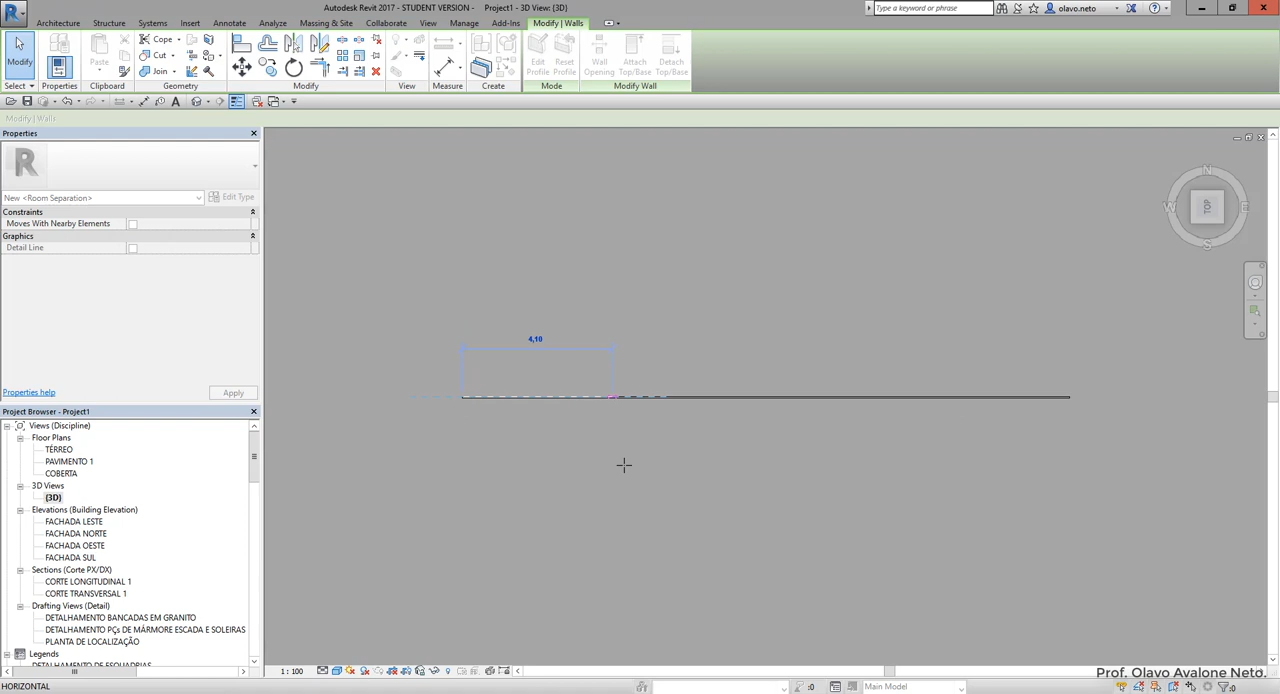 Autodesk Revit 2017 - STUDENT VERSION - Project1 - 3D View: {3D}
Type a keyword or phrase
olavo.neto
Architecture Structure Systems Insert Annotate Analyze Massing & Site Collaborate View Manage Add-Ins Modify | Walls
Modify
Paste
Cope
Cut
Join
Edit Profile
Reset Profile
Wall Opening
Attach Top/Base
Detach Top/Base
Select Properties Clipboard Geometry Modify View Measure Create Mode Modify Wall
Modify | Walls
Properties
New <Room Separation>
Edit Type
Constraints
Moves With Nearby Elements
Graphics
Detail Line
Properties help
Apply
Project Browser - Project1
Views (Discipline)
Floor Plans
TÉRREO
PAVIMENTO 1
COBERTA
3D Views
{3D}
Elevations (Building Elevation)
FACHADA LESTE
FACHADA NORTE
FACHADA OESTE
FACHADA SUL
Sections (Corte PX/DX)
CORTE LONGITUDINAL 1
CORTE TRANSVERSAL 1
Drafting Views (Detail)
DETALHAMENTO BANCADAS EM GRANITO
DETALHAMENTO PÇs DE MÁRMORE ESCADA E SOLEIRAS
PLANTA DE LOCALIZAÇÃO
Legends
DETALHAMENTO DE ESQUADRIAS
4,10
N
W
TOP
E
S
1 : 100
Prof. Olavo Avalone Neto.
HORIZONTAL
:0
Main Model
:0